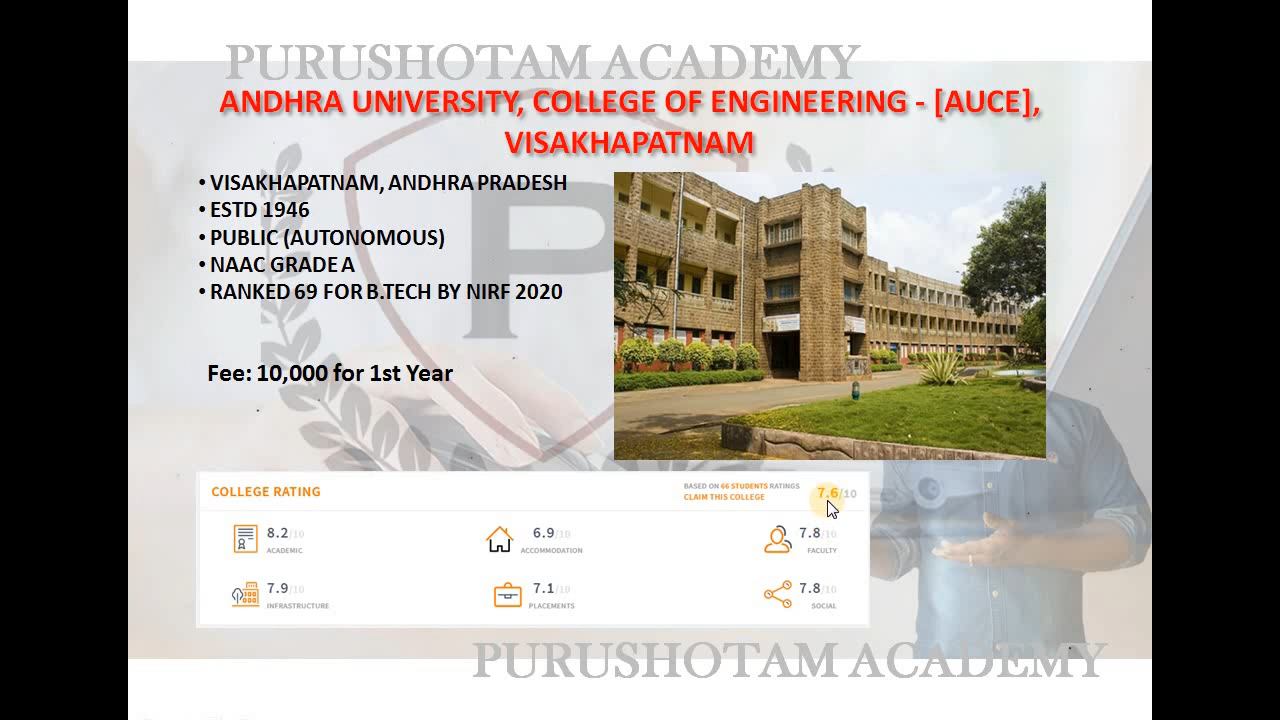 PURUSHOTAM ACADEMY
ANDHRA UNIVERSITY, COLLEGE OF ENGINEERING - [AUCE],
VISAKHAPATNAM
• VISAKHAPATNAM, ANDHRA PRADESH
• ESTD 1946
• PUBLIC (AUTONOMOUS)
• NAAC GRADE A
• RANKED 69 FOR B.TECH BY NIRF 2020
P
Fee: 10,000 for 1st Year
COLLEGE RATING
BASED ON 66 STUDENTS RATINGS
CLAIM THIS COLLEGE
7.6/10
8.2/10
ACADEMIC
6.9/10
ACCOMMODATION
7.8/10
FACULTY
7.9/10
INFRASTRUCTURE
7.1/10
PLACEMENTS
7.8/10
SOCIAL
PURUSHOTAM ACADEMY